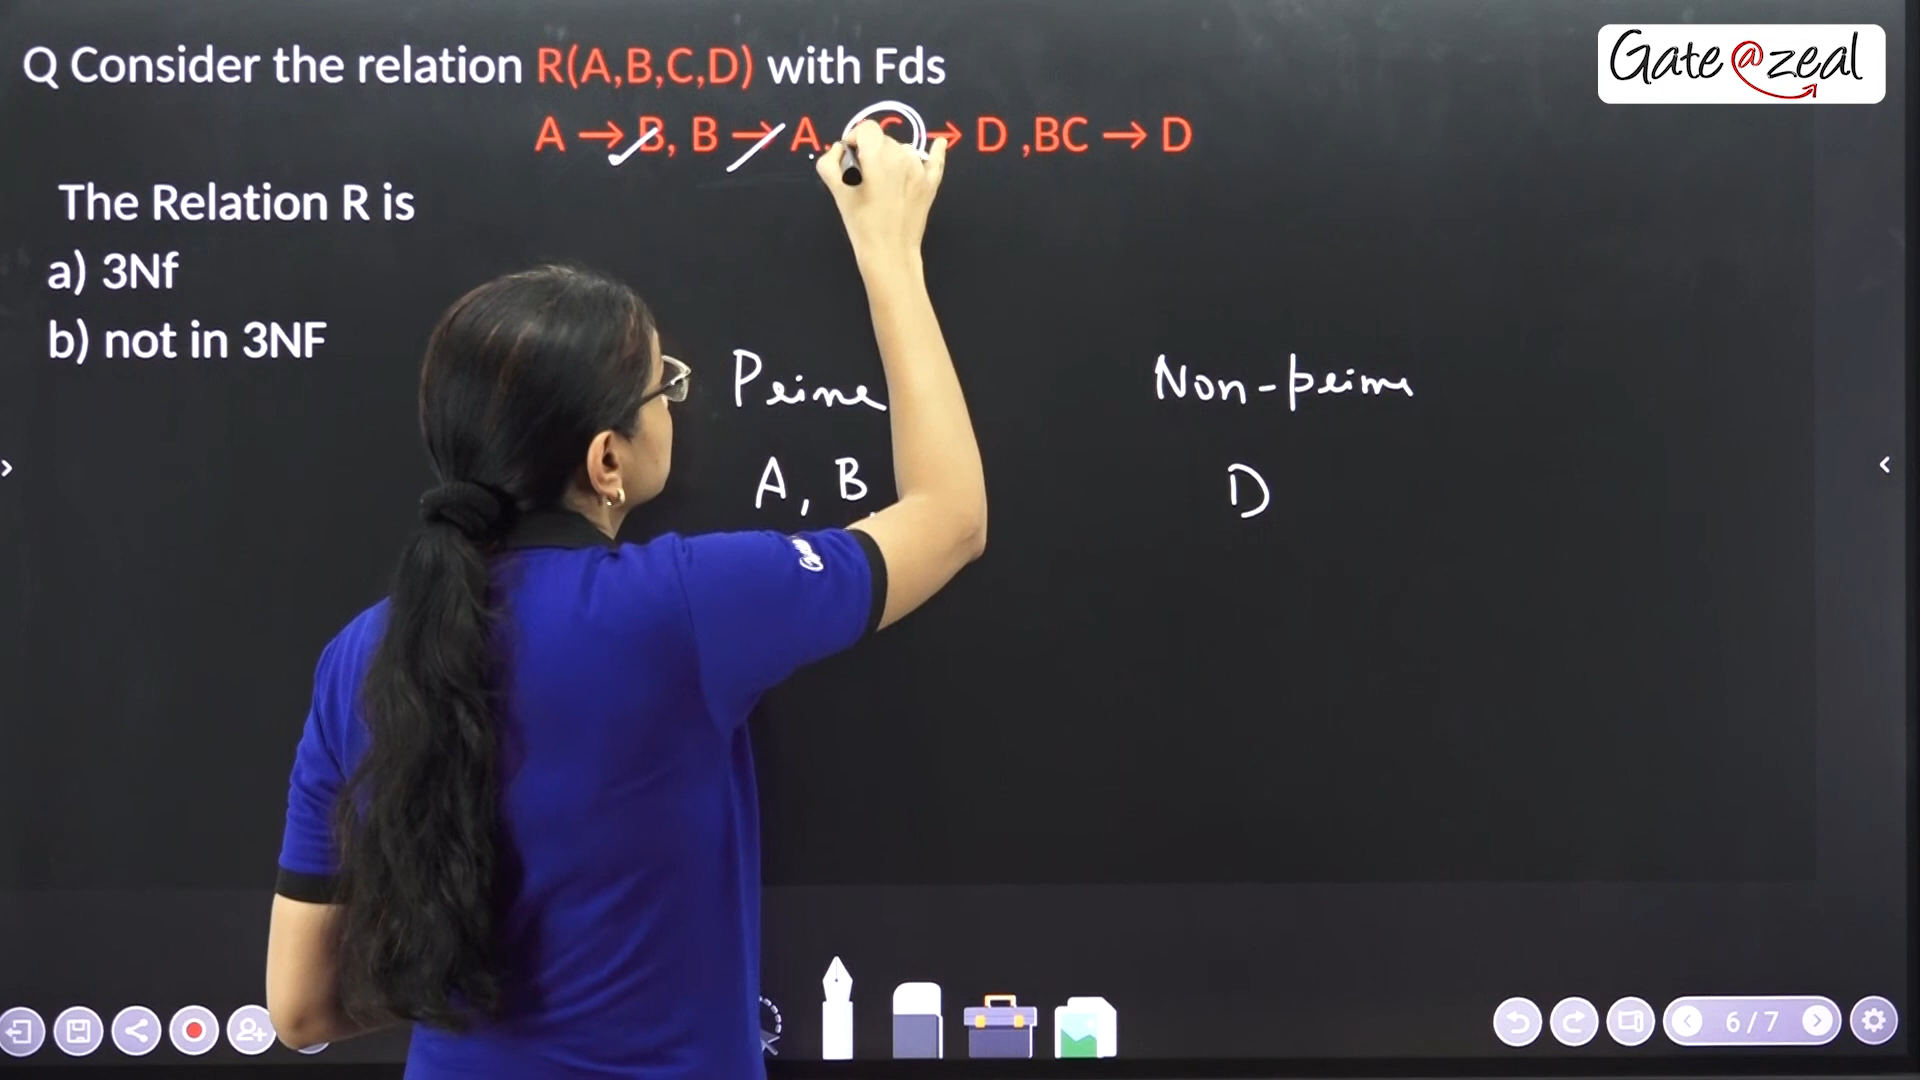 Gate@zeal
Q Consider the relation R(A,B,C,D) with Fds
A → B, B → A, C → D ,BC → D
The Relation R is
a) 3Nf
b) not in 3NF
Prime Non-prime
A, B, D
6/7